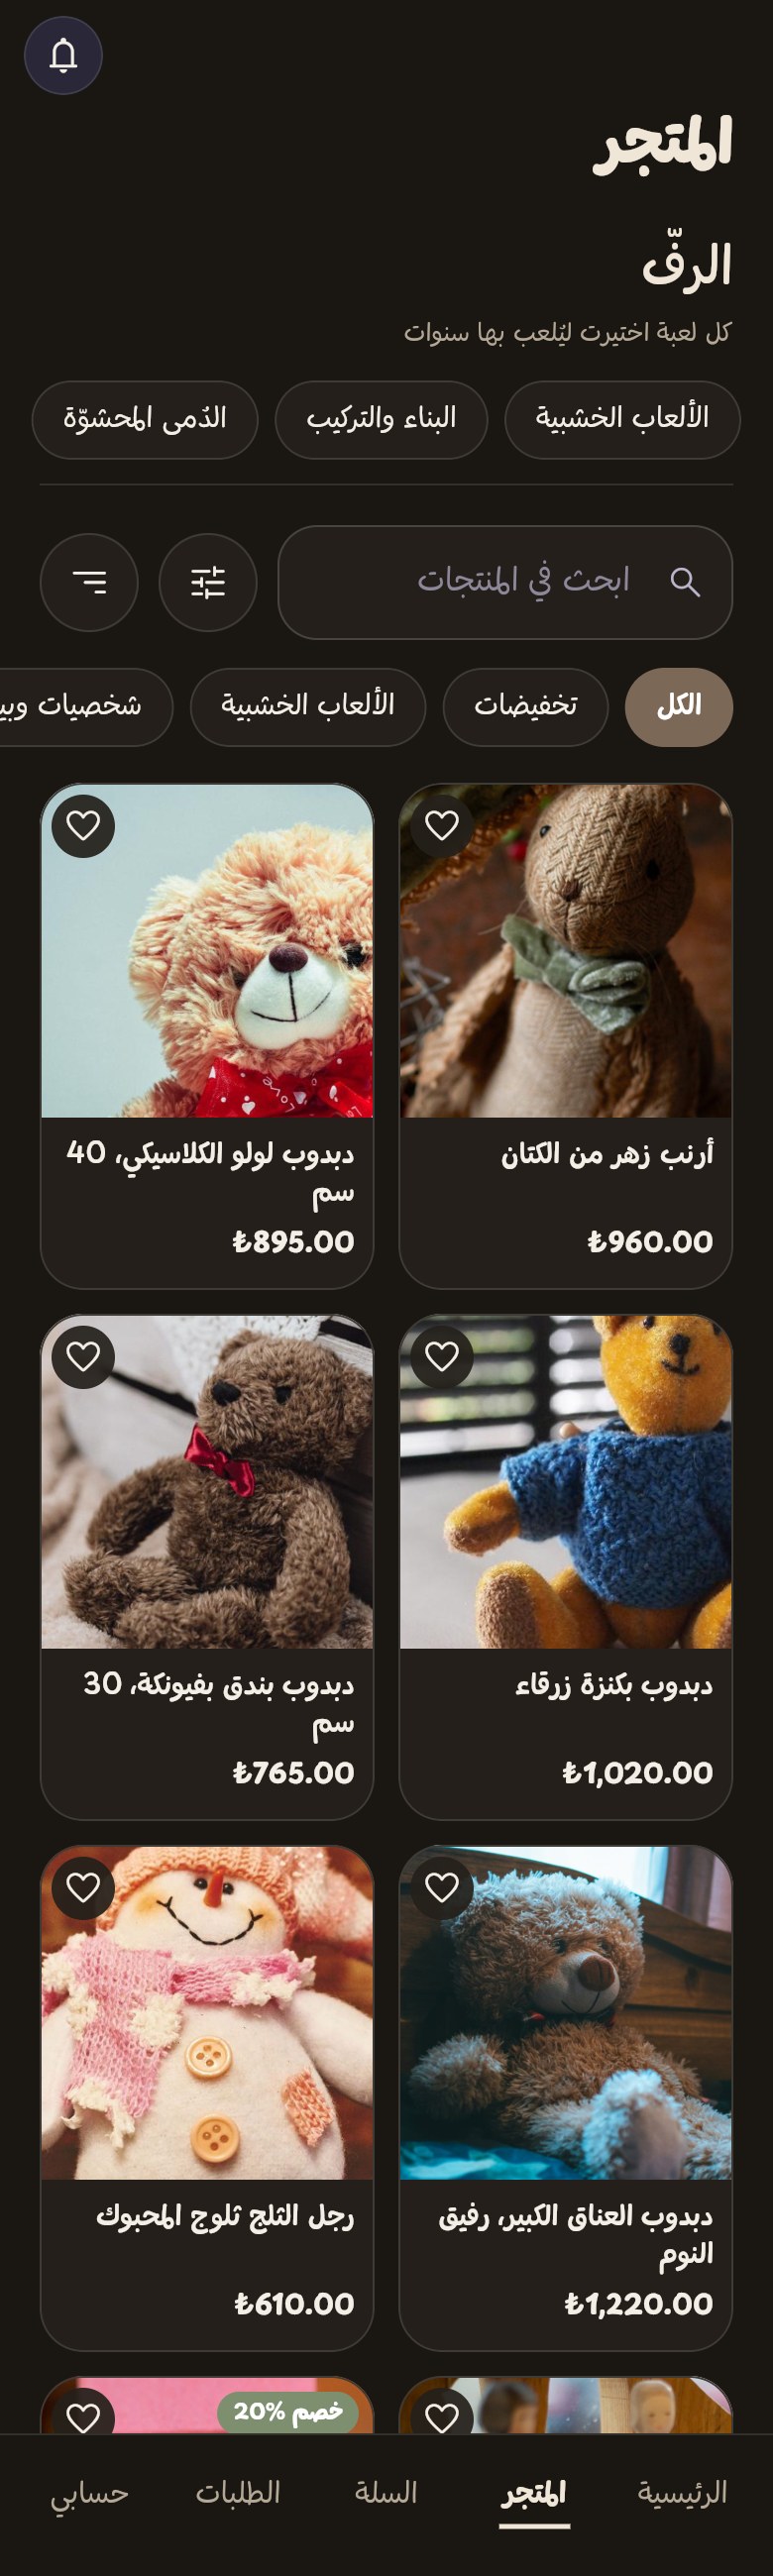 المتجر
الرفّ
كل لعبة اختيرت ليُلعب بها سنوات
الألعاب الخشبية
البناء والتركيب
الدُمى المحشوّة
ابحث في المنتجات
الكل
تخفيضات
الألعاب الخشبية
شخصيات
أرنب زهر من الكتان
₺960.00
دبدوب لولو الكلاسيكي، 40
سم
₺895.00
دبدوب بكنزة زرقاء
₺1,020.00
دبدوب بندق بفيونكة، 30
سم
₺765.00
دبدوب العناق الكبير، رفيق
النوم
₺1,220.00
رجل الثلج ثلوج المحبوك
₺610.00
خصم 20%
الرئيسية
المتجر
السلة
الطلبات
حسابي